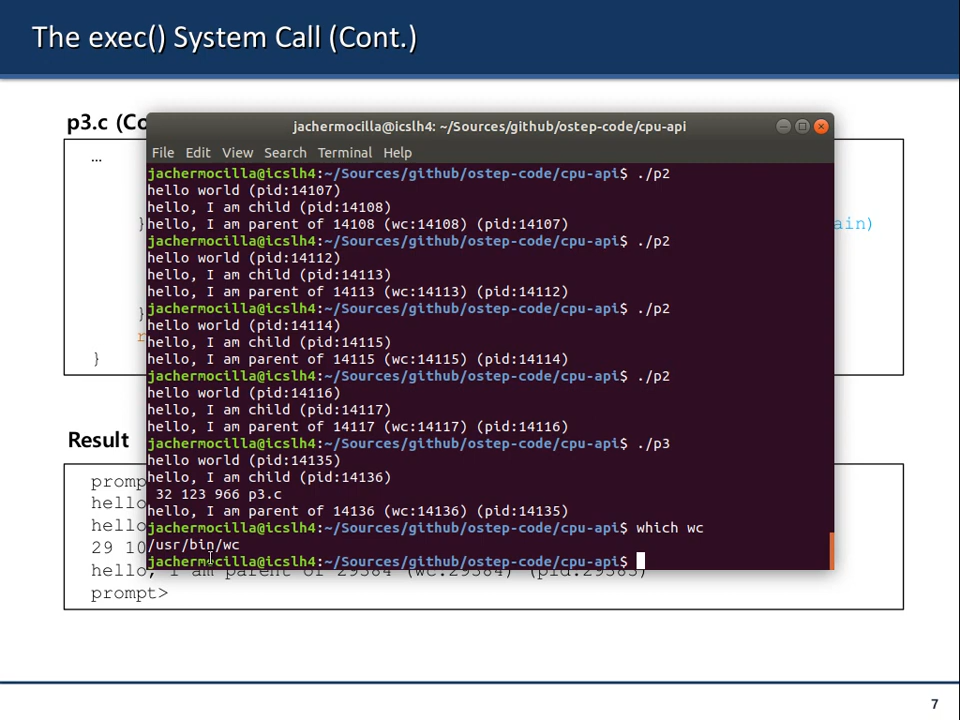 The exec() System Call (Cont.)
p3.c (Co
jachermocilla@icslh4: ~/Sources/github/ostep-code/cpu-api
File Edit View Search Terminal Help
…
jachermocilla@icslh4:~/Sources/github/ostep-code/cpu-api$ ./p2
hello world (pid:14107)
hello, I am child (pid:14108)
} hello, I am parent of 14108 (wc:14108) (pid:14107) ain)
jachermocilla@icslh4:~/Sources/github/ostep-code/cpu-api$ ./p2
hello world (pid:14112)
hello, I am child (pid:14113)
hello, I am parent of 14113 (wc:14113) (pid:14112)
jachermocilla@icslh4:~/Sources/github/ostep-code/cpu-api$ ./p2
}
hello world (pid:14114)
r
hello, I am child (pid:14115)
} hello, I am parent of 14115 (wc:14115) (pid:14114)
jachermocilla@icslh4:~/Sources/github/ostep-code/cpu-api$ ./p2
hello world (pid:14116)
hello, I am child (pid:14117)
hello, I am parent of 14117 (wc:14117) (pid:14116)
jachermocilla@icslh4:~/Sources/github/ostep-code/cpu-api$ ./p3
hello world (pid:14135)
hello, I am child (pid:14136)
32 123 966 p3.c
hello, I am parent of 14136 (wc:14136) (pid:14135)
jachermocilla@icslh4:~/Sources/github/ostep-code/cpu-api$ which wc
/usr/bin/wc
jachermocilla@icslh4:~/Sources/github/ostep-code/cpu-api$
Result
promp
hello
hello
29 10
hello, I am parent of 29384 (wc:29384) (pid:29383)
prompt>
7